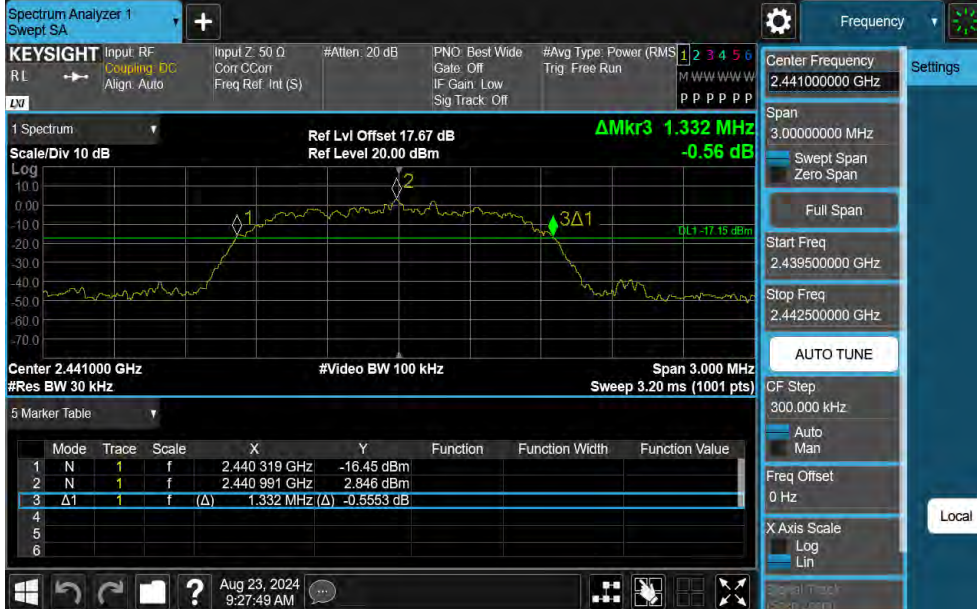 Spectrum Analyzer 1
Swept SA
Frequency
KEYSIGHT
RL
LXI
Input: RF
Coupling: DC
Align: Auto
Input Z: 50 Ω
Corr CCorr
Freq Ref: Int (S)
#Atten: 20 dB
PNO: Best Wide
Gate: Off
IF Gain: Low
Sig Track: Off
#Avg Type: Power (RMS
Trig: Free Run
1 2 3 4 5 6
M W W W W W
P P P P P P
1 Spectrum
Scale/Div 10 dB
Ref Lvl Offset 17.67 dB
Ref Level 20.00 dBm
ΔMkr3 1.332 MHz
-0.56 dB
Log
10.0
0.00
-10.0
-20.0
-30.0
-40.0
-50.0
-60.0
-70.0
1
2
3Δ1
DL1 -17.15 dBm
Center 2.441000 GHz
#Video BW 100 kHz
Span 3.000 MHz
#Res BW 30 kHz
Sweep 3.20 ms (1001 pts)
5 Marker Table
Mode Trace Scale X Y Function Function Width Function Value
1 N 1 f 2.440 319 GHz -16.45 dBm
2 N 1 f 2.440 991 GHz 2.846 dBm
3 Δ1 1 f (Δ) 1.332 MHz (Δ) -0.5553 dB
4
5
6
Aug 23, 2024
9:27:49 AM
Center Frequency
2.441000000 GHz
Span
3.00000000 MHz
Swept Span
Zero Span
Full Span
Start Freq
2.439500000 GHz
Stop Freq
2.442500000 GHz
AUTO TUNE
CF Step
300.000 kHz
Auto
Man
Freq Offset
0 Hz
X Axis Scale
Log
Lin
Signal Track
Settings
Local